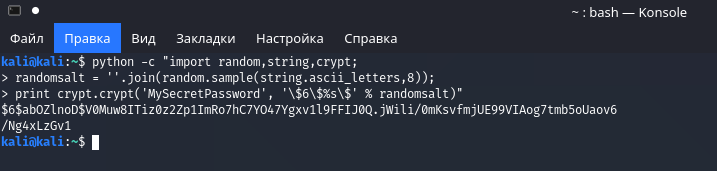 ~ : bash — Konsole
Файл Правка Вид Закладки Настройка Справка
kali@kali:~$ python -c "import random,string,crypt;
> randomsalt = ''.join(random.sample(string.ascii_letters,8));
> print crypt.crypt('MySecretPassword', '\$6\$%s\$' % randomsalt)"
$6$abOZlnoD$V0Muw8ITiz0z2Zp1ImRo7hC7YO47Ygxv1l9FFIJ0Q.jWili/0mKsvfmjUE99VIAog7tmb5oUaov6
/Ng4xLzGv1
kali@kali:~$